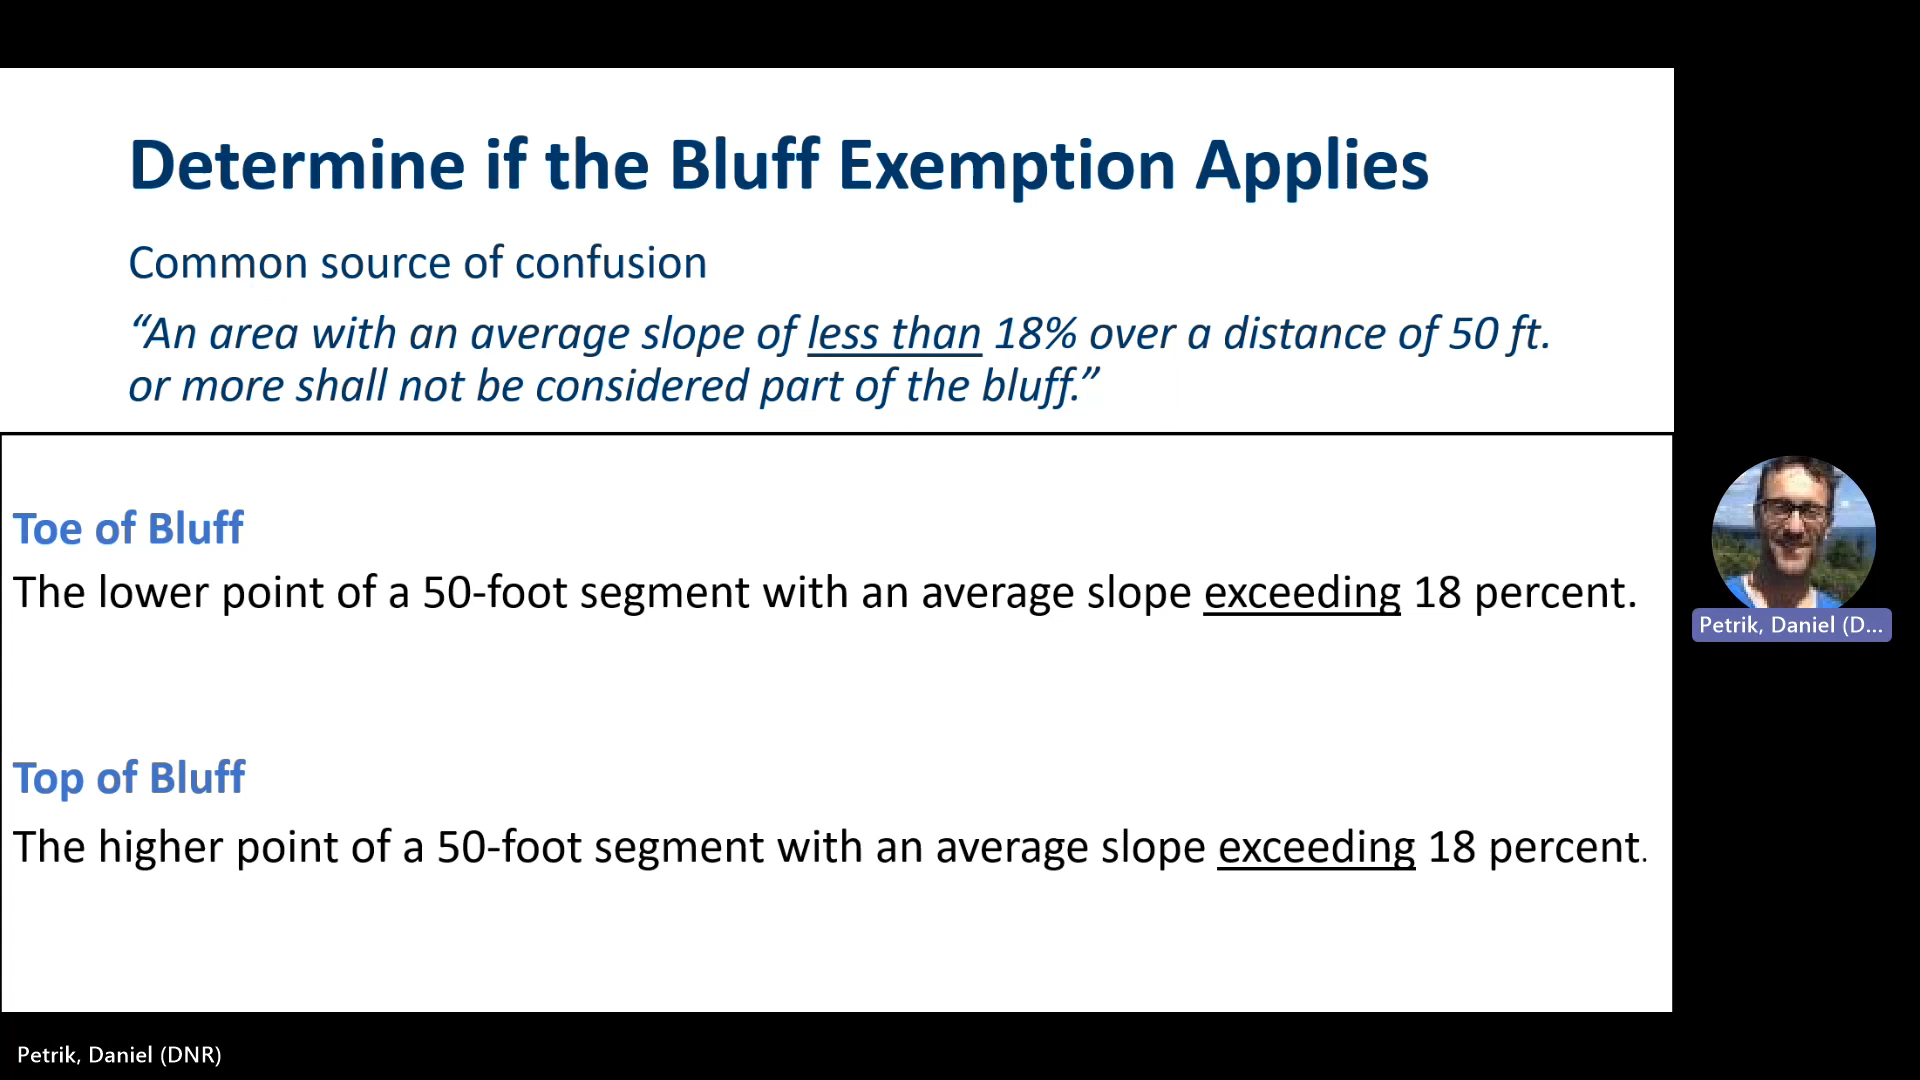 Determine if the Bluff Exemption Applies
Common source of confusion
“An area with an average slope of less than 18% over a distance of 50 ft.
or more shall not be considered part of the bluff.”
Toe of Bluff
The lower point of a 50-foot segment with an average slope exceeding 18 percent.
Top of Bluff
The higher point of a 50-foot segment with an average slope exceeding 18 percent.
Petrik, Daniel (D...
Petrik, Daniel (DNR)